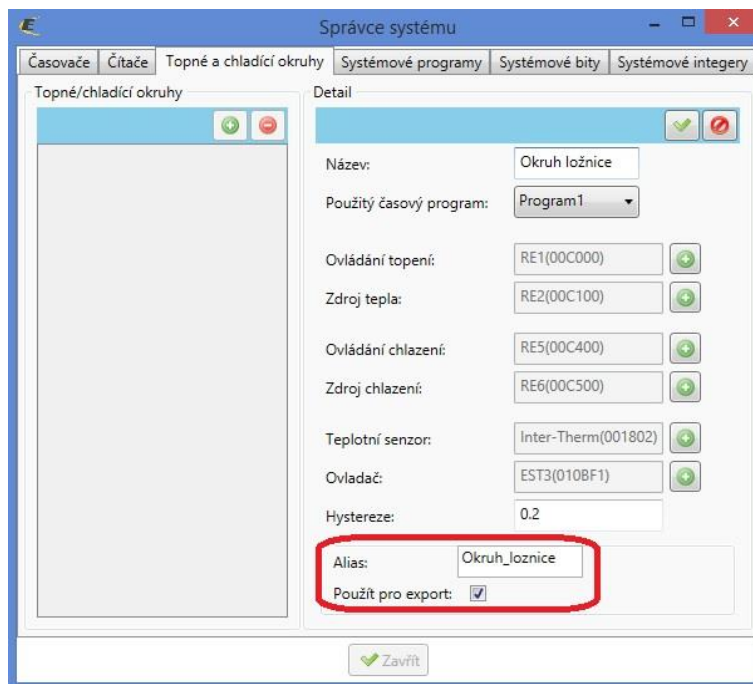 Správce systému
Časovače Čítače Topné a chladící okruhy Systémové programy Systémové bity Systémové integery
Topné/chladící okruhy
Detail
Název: Okruh ložnice
Použitý časový program: Program1
Ovládání topení: RE1(00C000)
Zdroj tepla: RE2(00C100)
Ovládání chlazení: RE5(00C400)
Zdroj chlazení: RE6(00C500)
Teplotní senzor: Inter-Therm(001802)
Ovladač: EST3(010BF1)
Hystereze: 0.2
Alias: Okruh_loznice
Použít pro export:
Zavřít